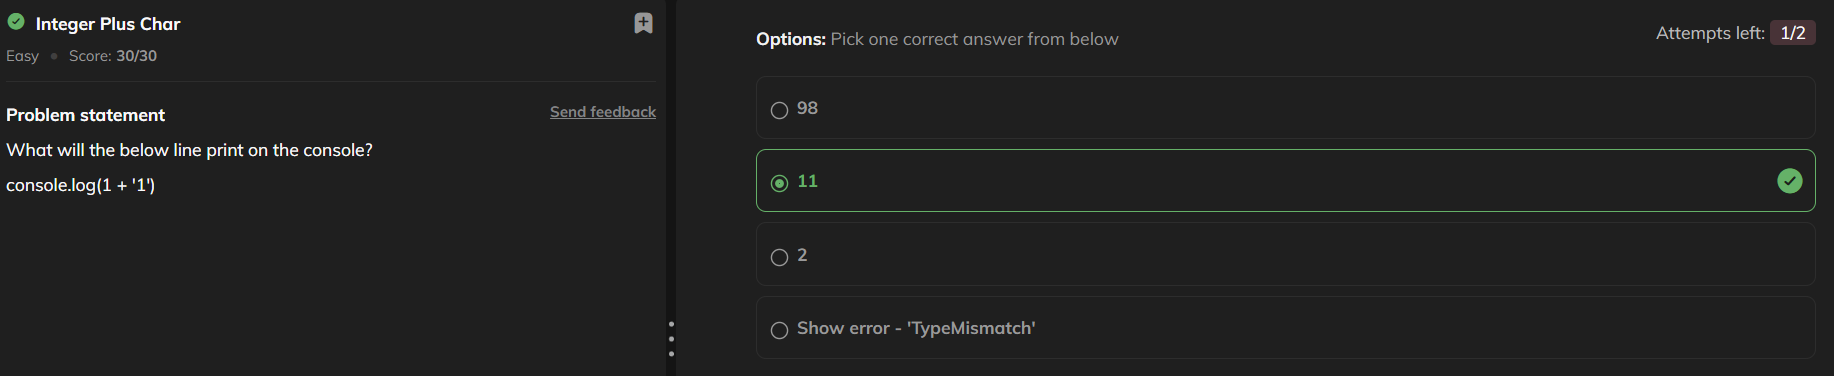 Integer Plus Char
Easy • Score: 30/30
Problem statement
Send feedback
What will the below line print on the console?
console.log(1 + '1')
Options: Pick one correct answer from below
Attempts left: 1/2
98
11
2
Show error - 'TypeMismatch'